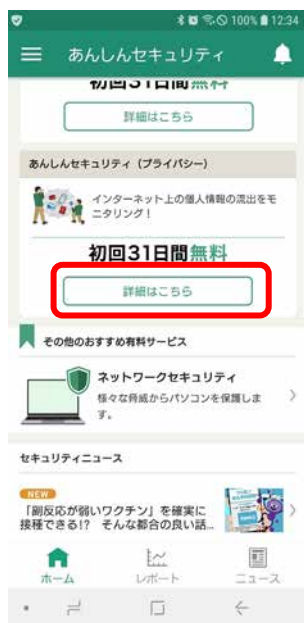 100% 12:34
あんしんセキュリティ
初回31日間無料
詳細はこちら
あんしんセキュリティ（プライバシー）
インターネット上の個人情報の流出をモ
ニタリング！
初回31日間無料
詳細はこちら
その他のおすすめ有料サービス
ネットワークセキュリティ
様々な脅威からパソコンを保護しま
す。
セキュリティニュース
NEW
「副反応が弱いワクチン」を確実に
接種できる!? そんな都合の良い話...
ホーム
レポート
ニュース